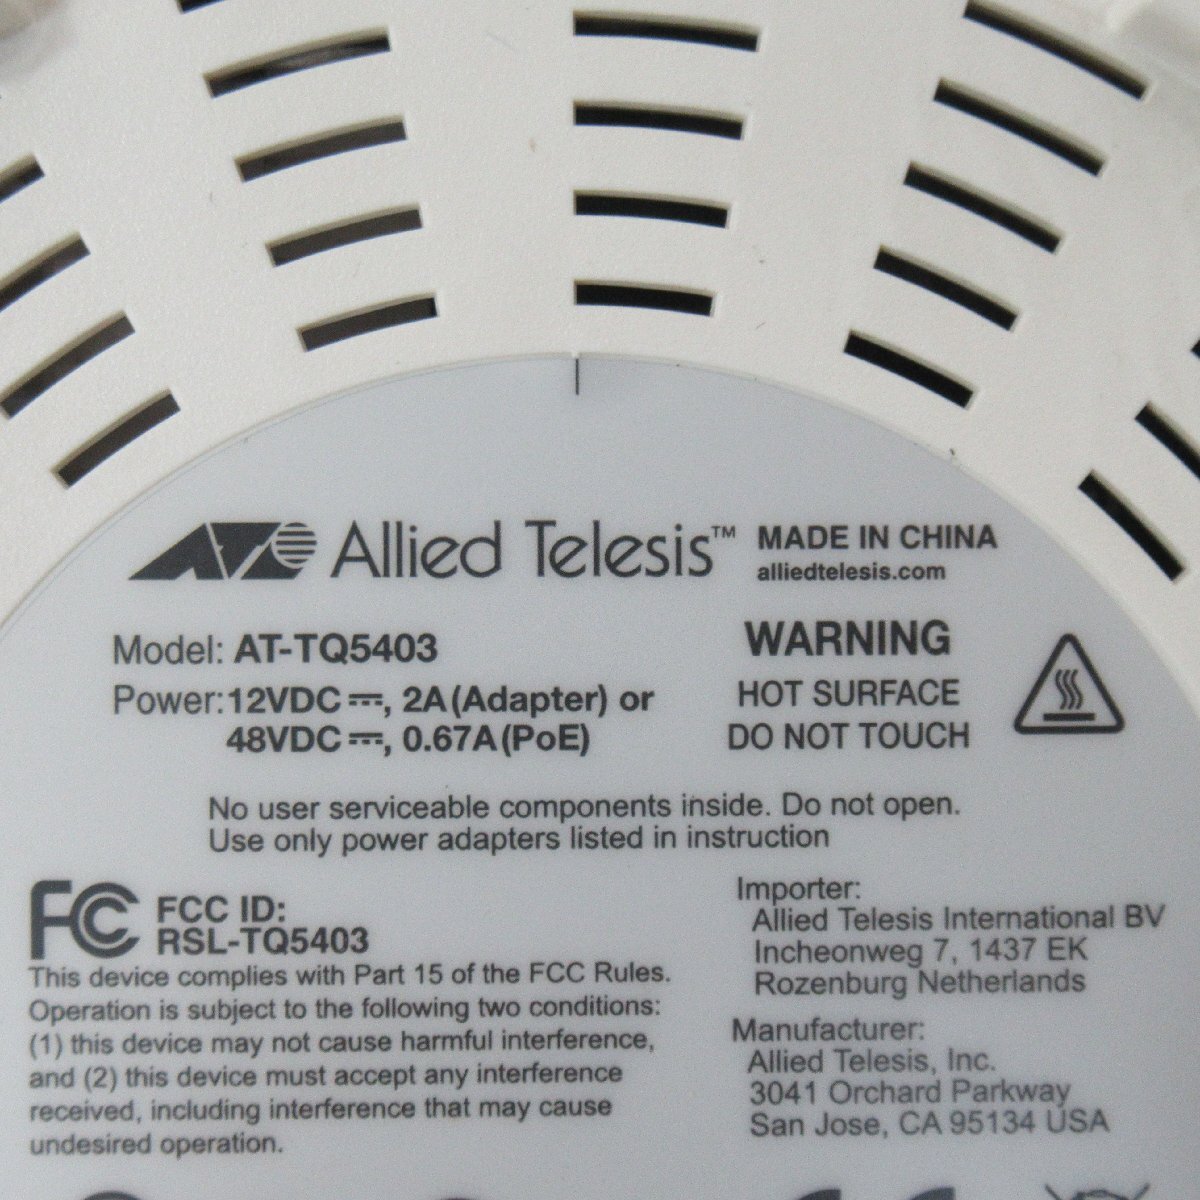 Allied Telesis™ MADE IN CHINA
alliedtelesis.com
Model: AT-TQ5403
Power: 12VDC ⎓, 2A (Adapter) or
48VDC ⎓, 0.67A (PoE)
WARNING
HOT SURFACE
DO NOT TOUCH
No user serviceable components inside. Do not open.
Use only power adapters listed in instruction
FC FCC ID:
RSL-TQ5403
This device complies with Part 15 of the FCC Rules.
Operation is subject to the following two conditions:
(1) this device may not cause harmful interference,
and (2) this device must accept any interference
received, including interference that may cause
undesired operation.
Importer:
Allied Telesis International BV
Incheonweg 7, 1437 EK
Rozenburg Netherlands
Manufacturer:
Allied Telesis, Inc.
3041 Orchard Parkway
San Jose, CA 95134 USA